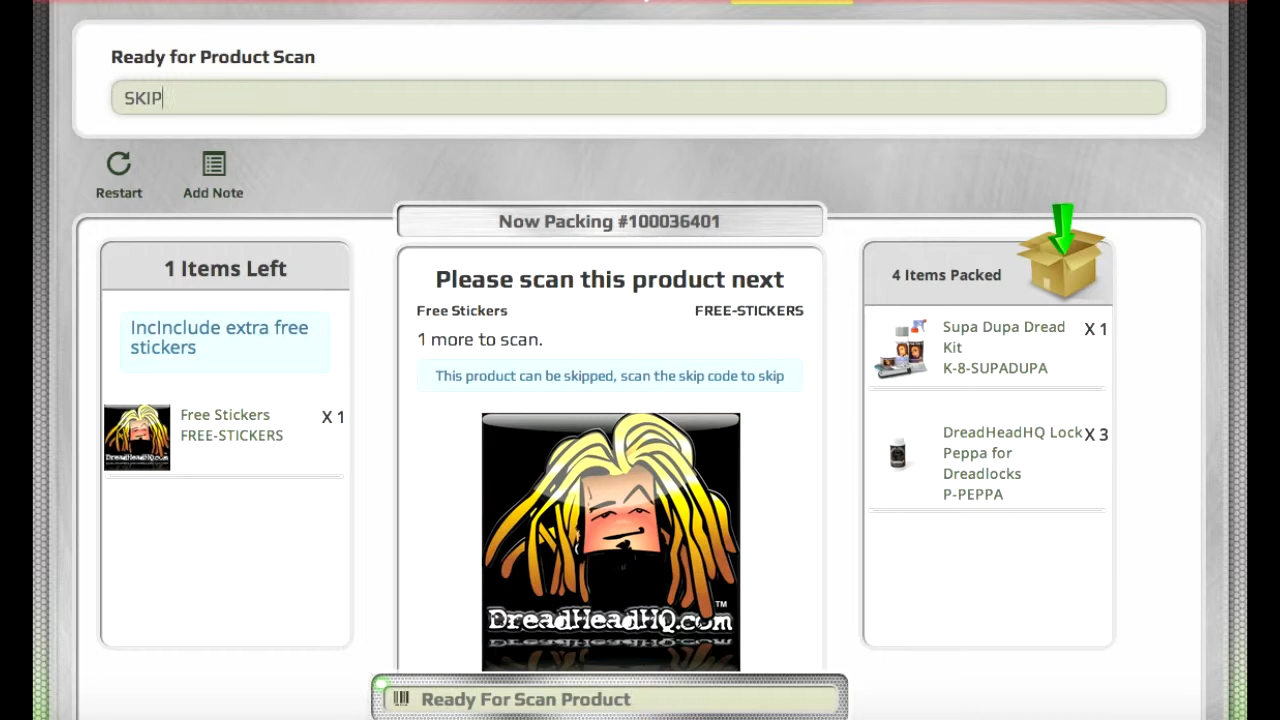 Ready for Product Scan
SKIP
Restart
Add Note
Now Packing #100036401
1 Items Left
IncInclude extra free
stickers
Free Stickers
X 1
FREE-STICKERS
DreadHeadHQ.com
Please scan this product next
Free Stickers
FREE-STICKERS
1 more to scan.
This product can be skipped, scan the skip code to skip
TM
DreadHeadHQ.com
4 Items Packed
Supa Dupa Dread
X 1
Kit
K-8-SUPADUPA
DreadHeadHQ Lock
X 3
Peppa for
Dreadlocks
P-PEPPA
Ready For Scan Product